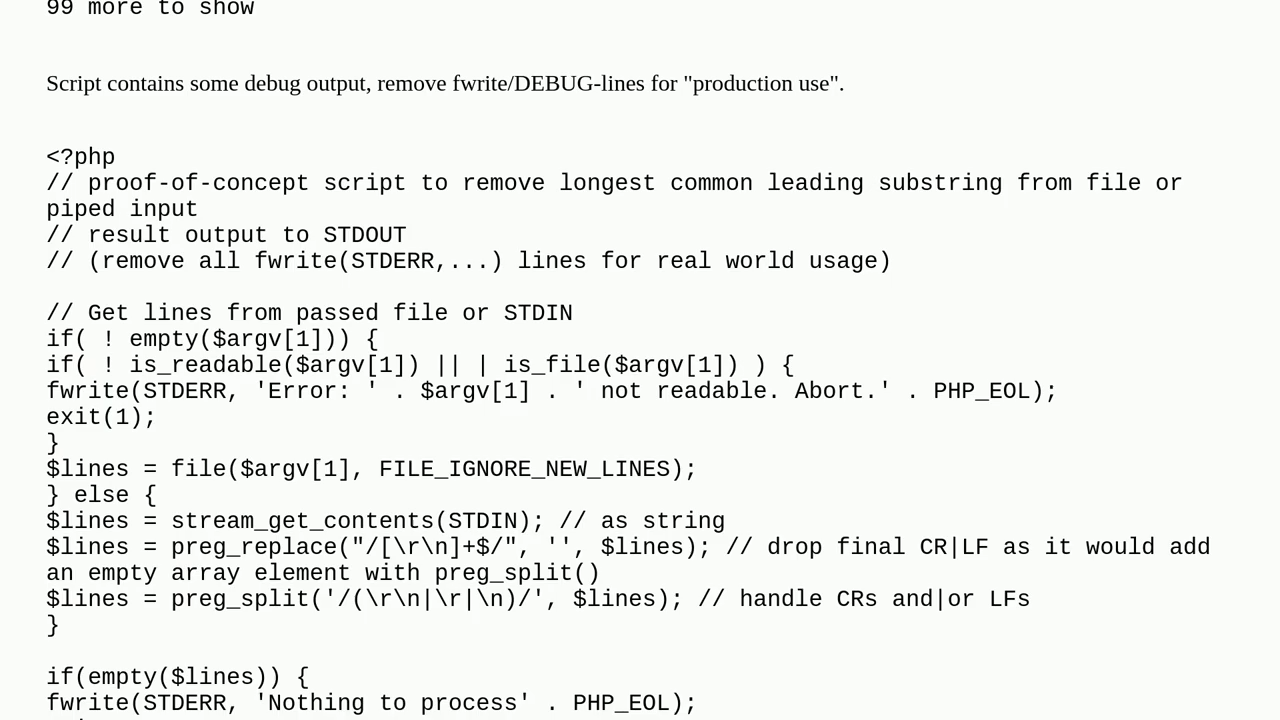 99 more to show
Script contains some debug output, remove fwrite/DEBUG-lines for "production use".
<?php
// proof-of-concept script to remove longest common leading substring from file or
piped input
// result output to STDOUT
// (remove all fwrite(STDERR,...) lines for real world usage)
// Get lines from passed file or STDIN
if( ! empty($argv[1])) {
if( ! is_readable($argv[1]) || | is_file($argv[1]) ) {
fwrite(STDERR, 'Error: ' . $argv[1] . ' not readable. Abort.' . PHP_EOL);
exit(1);
}
$lines = file($argv[1], FILE_IGNORE_NEW_LINES);
} else {
$lines = stream_get_contents(STDIN); // as string
$lines = preg_replace("/[\r\n]+$/", '', $lines); // drop final CR|LF as it would add
an empty array element with preg_split()
$lines = preg_split('/(\r\n|\r|\n)/', $lines); // handle CRs and|or LFs
}
if(empty($lines)) {
fwrite(STDERR, 'Nothing to process' . PHP_EOL);